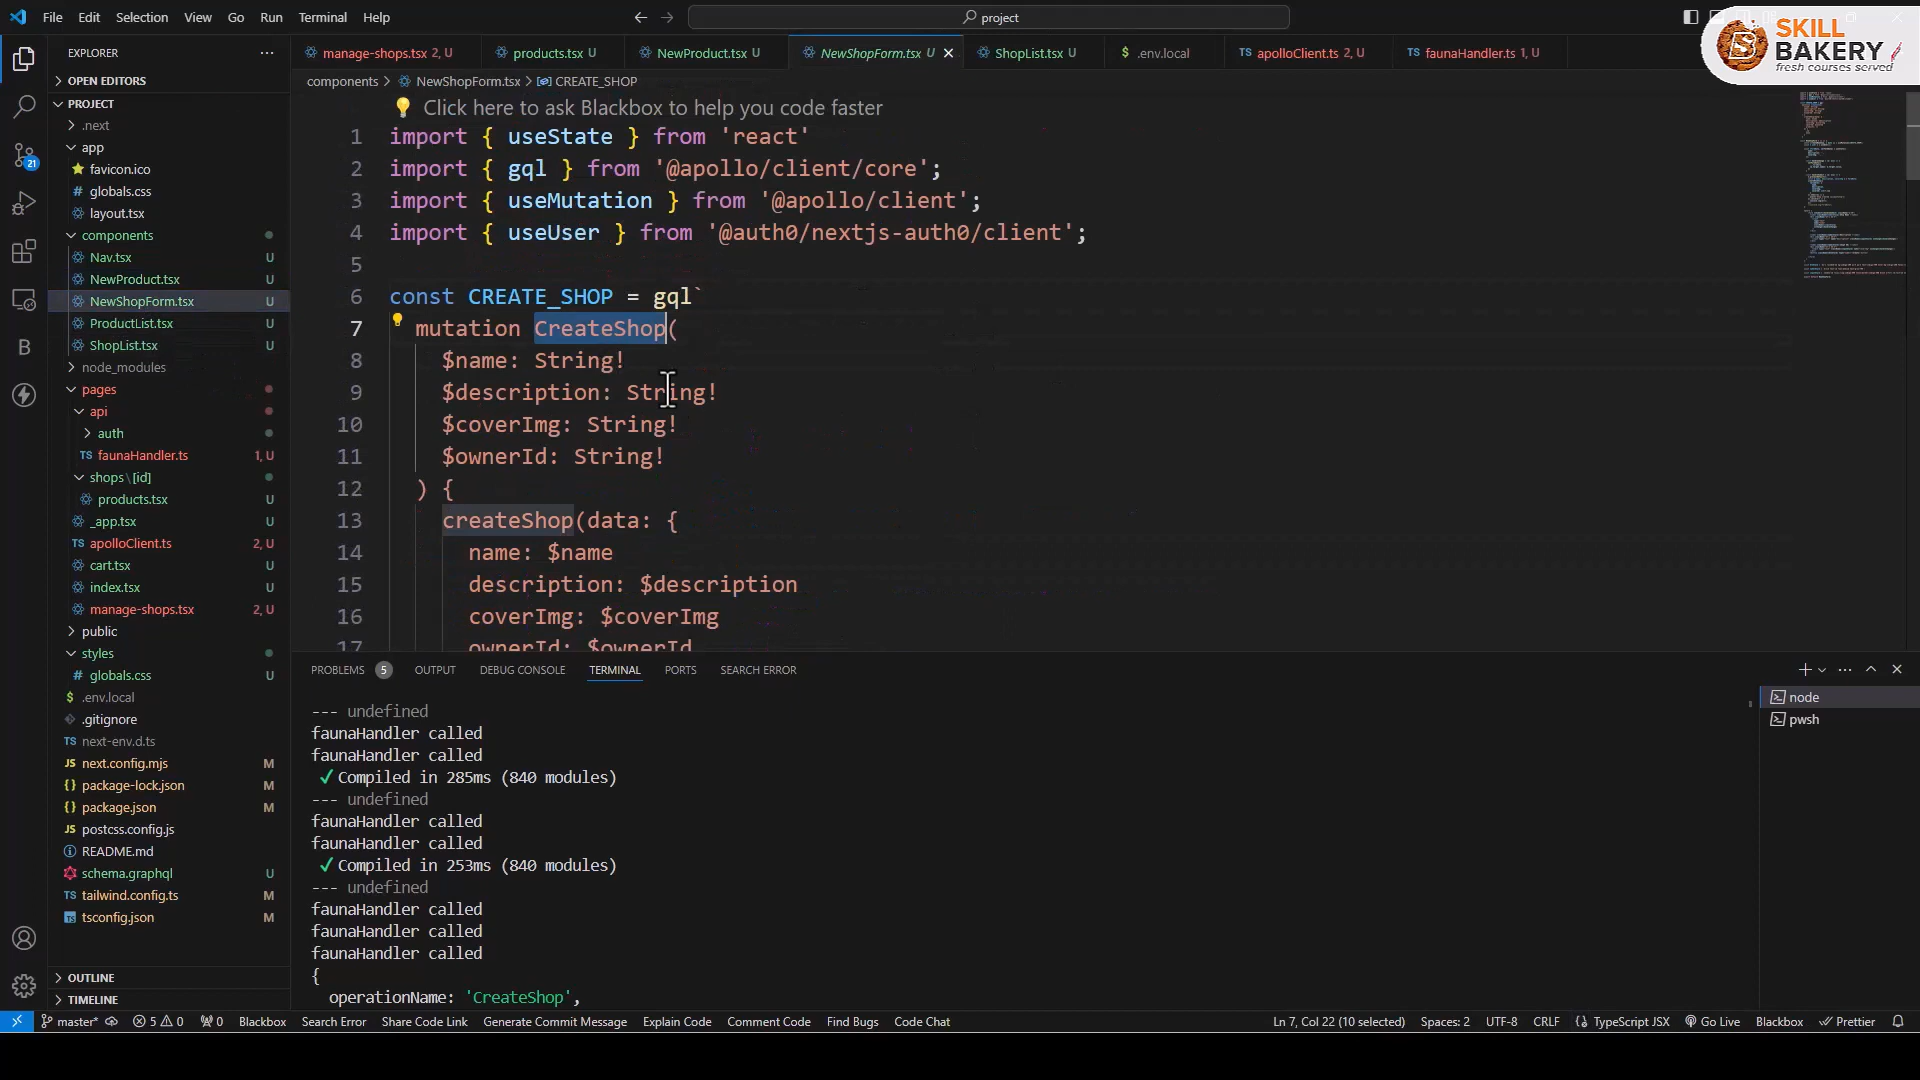 File Edit Selection View Go Run Terminal Help
project
SKILL
BAKERY
fresh courses served
EXPLORER
manage-shops.tsx 2, U
products.tsx U
NewProduct.tsx U
NewShopForm.tsx U
ShopList.tsx U
.env.local
apolloClient.ts 2, U
faunaHandler.ts 1, U
components > NewShopForm.tsx > CREATE_SHOP
OPEN EDITORS
PROJECT
.next
app
favicon.ico
globals.css
layout.tsx
components
Nav.tsx U
NewProduct.tsx U
NewShopForm.tsx U
ProductList.tsx U
ShopList.tsx U
node_modules
pages
api
auth
TS faunaHandler.ts 1, U
shops\[id]
products.tsx U
_app.tsx U
TS apolloClient.ts 2, U
cart.tsx U
index.tsx U
manage-shops.tsx 2, U
public
styles
# globals.css U
$ .env.local
.gitignore
TS next-env.d.ts
JS next.config.mjs M
{} package-lock.json M
{} package.json M
JS postcss.config.js
README.md
schema.graphql U
TS tailwind.config.ts M
tsconfig.json M
OUTLINE
TIMELINE
Click here to ask Blackbox to help you code faster
1 import { useState } from 'react'
2 import { gql } from '@apollo/client/core';
3 import { useMutation } from '@apollo/client';
4 import { useUser } from '@auth0/nextjs-auth0/client';
5
6 const CREATE_SHOP = gql`
7 mutation CreateShop(
8 $name: String!
9 $description: String!
10 $coverImg: String!
11 $ownerId: String!
12 ) {
13 createShop(data: {
14 name: $name
15 description: $description
16 coverImg: $coverImg
17 ownerId: $ownerId
PROBLEMS 5 OUTPUT DEBUG CONSOLE TERMINAL PORTS SEARCH ERROR
node
pwsh
--- undefined
faunaHandler called
faunaHandler called
✓ Compiled in 285ms (840 modules)
--- undefined
faunaHandler called
faunaHandler called
✓ Compiled in 253ms (840 modules)
--- undefined
faunaHandler called
faunaHandler called
faunaHandler called
{
operationName: 'CreateShop',
21
master* 5 0 0 Blackbox Search Error Share Code Link Generate Commit Message Explain Code Comment Code Find Bugs Code Chat Ln 7, Col 22 (10 selected) Spaces: 2 UTF-8 CRLF TypeScript JSX Go Live Blackbox Prettier